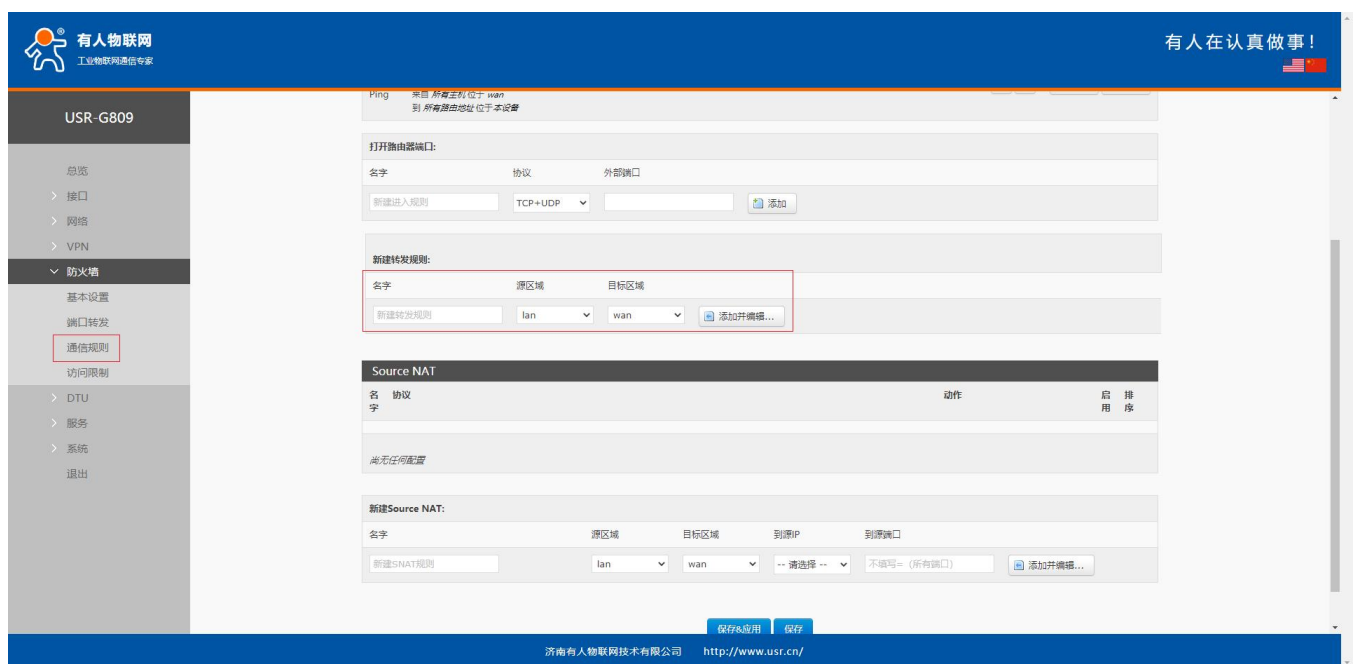 有人物联网
工业物联网通信专家
有人在认真做事!
USR-G809
总览
接口
网络
VPN
防火墙
基本设置
端口转发
通信规则
访问限制
DTU
服务
系统
退出
Ping 来自 所有主机 位于 wan
到 所有路由地址 位于 本设备
打开路由器端口:
名字 协议 外部端口
新建进入规则 TCP+UDP 添加
新建转发规则:
名字 源区域 目标区域
新建转发规则 lan wan 添加并编辑...
Source NAT
名字 协议 动作 启用 排序
尚无任何配置
新建Source NAT:
名字 源区域 目标区域 到源IP 到源端口
新建SNAT规则 lan wan -- 请选择 -- 不填写= (所有端口) 添加并编辑...
保存&应用 保存
济南有人物联网技术有限公司 http://www.usr.cn/